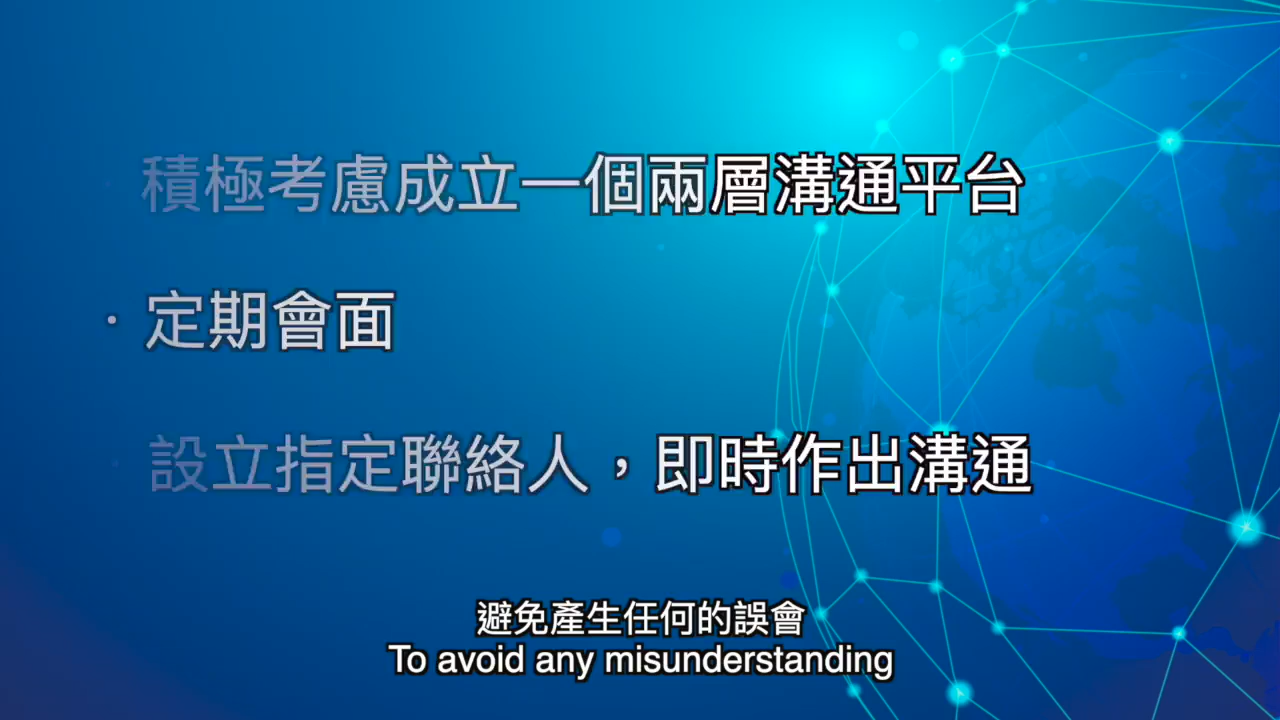 積極考慮成立一個兩層溝通平台
· 定期會面
設立指定聯絡人，即時作出溝通
避免產生任何的誤會
To avoid any misunderstanding